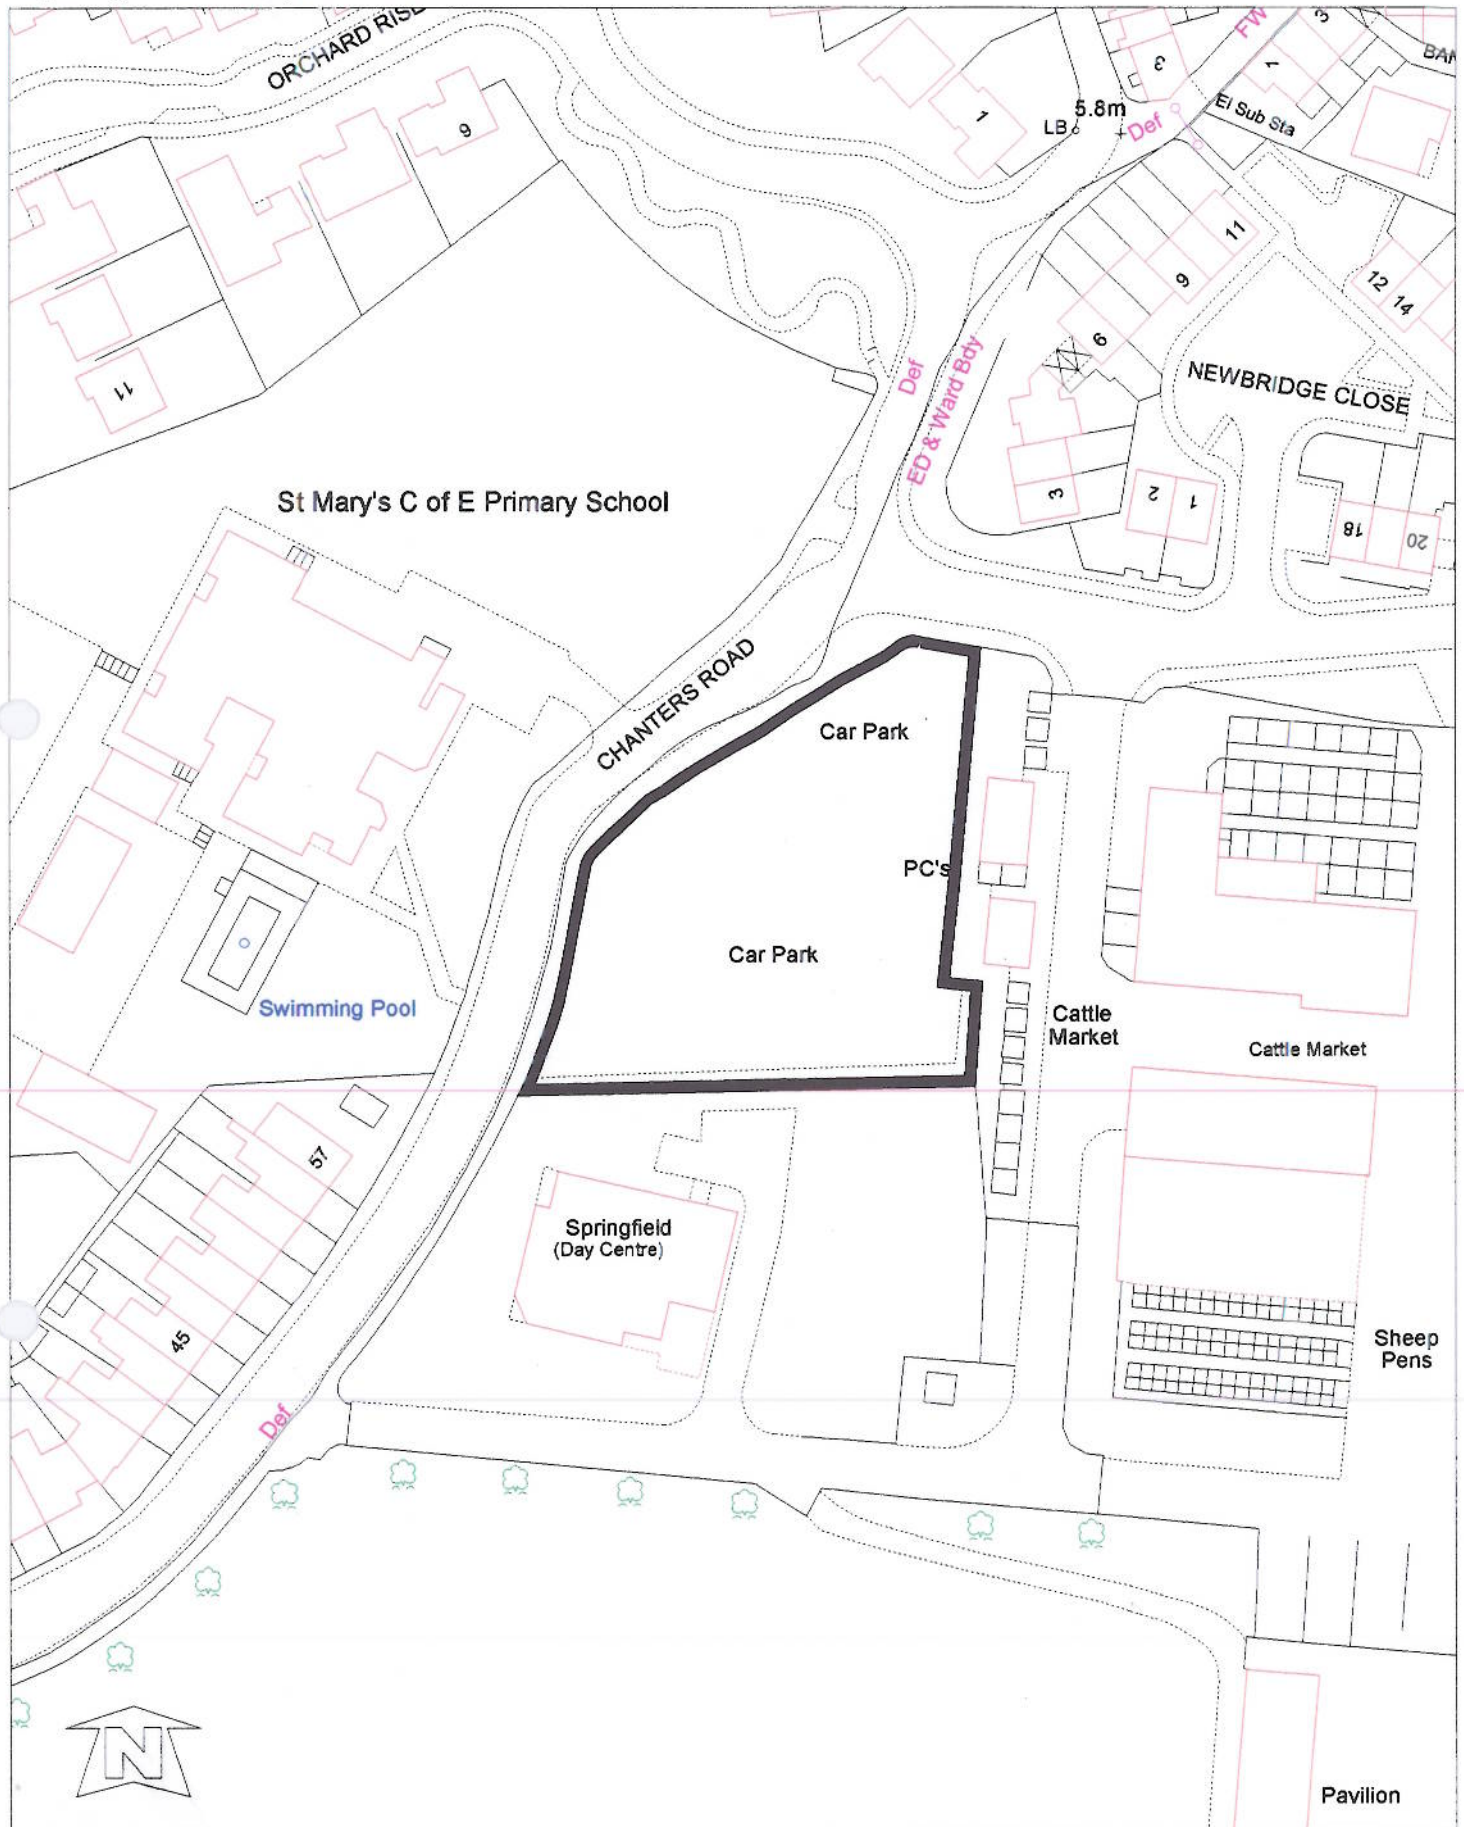 ORCHARD RISE
FW
3
3
1
BAN
9
1
5.8m
LB
Def
El Sub Sta
11
9
6
12
14
11
Def
ED & Ward Bdy
NEWBRIDGE CLOSE
St Mary's C of E Primary School
3
2
1
18
20
CHANTERS ROAD
Car Park
PC's
Car Park
Swimming Pool
Cattle
Market
Cattle Market
57
Springfield
(Day Centre)
45
Sheep
Pens
Def
N
Pavilion